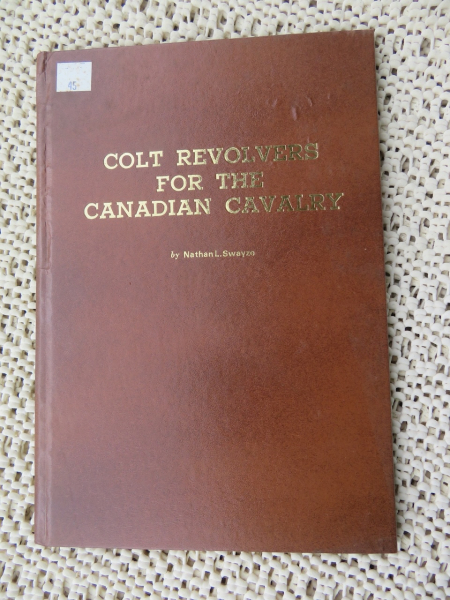 COLT REVOLVERS
FOR THE
CANADIAN CAVALRY
by Nathan L. Swayze